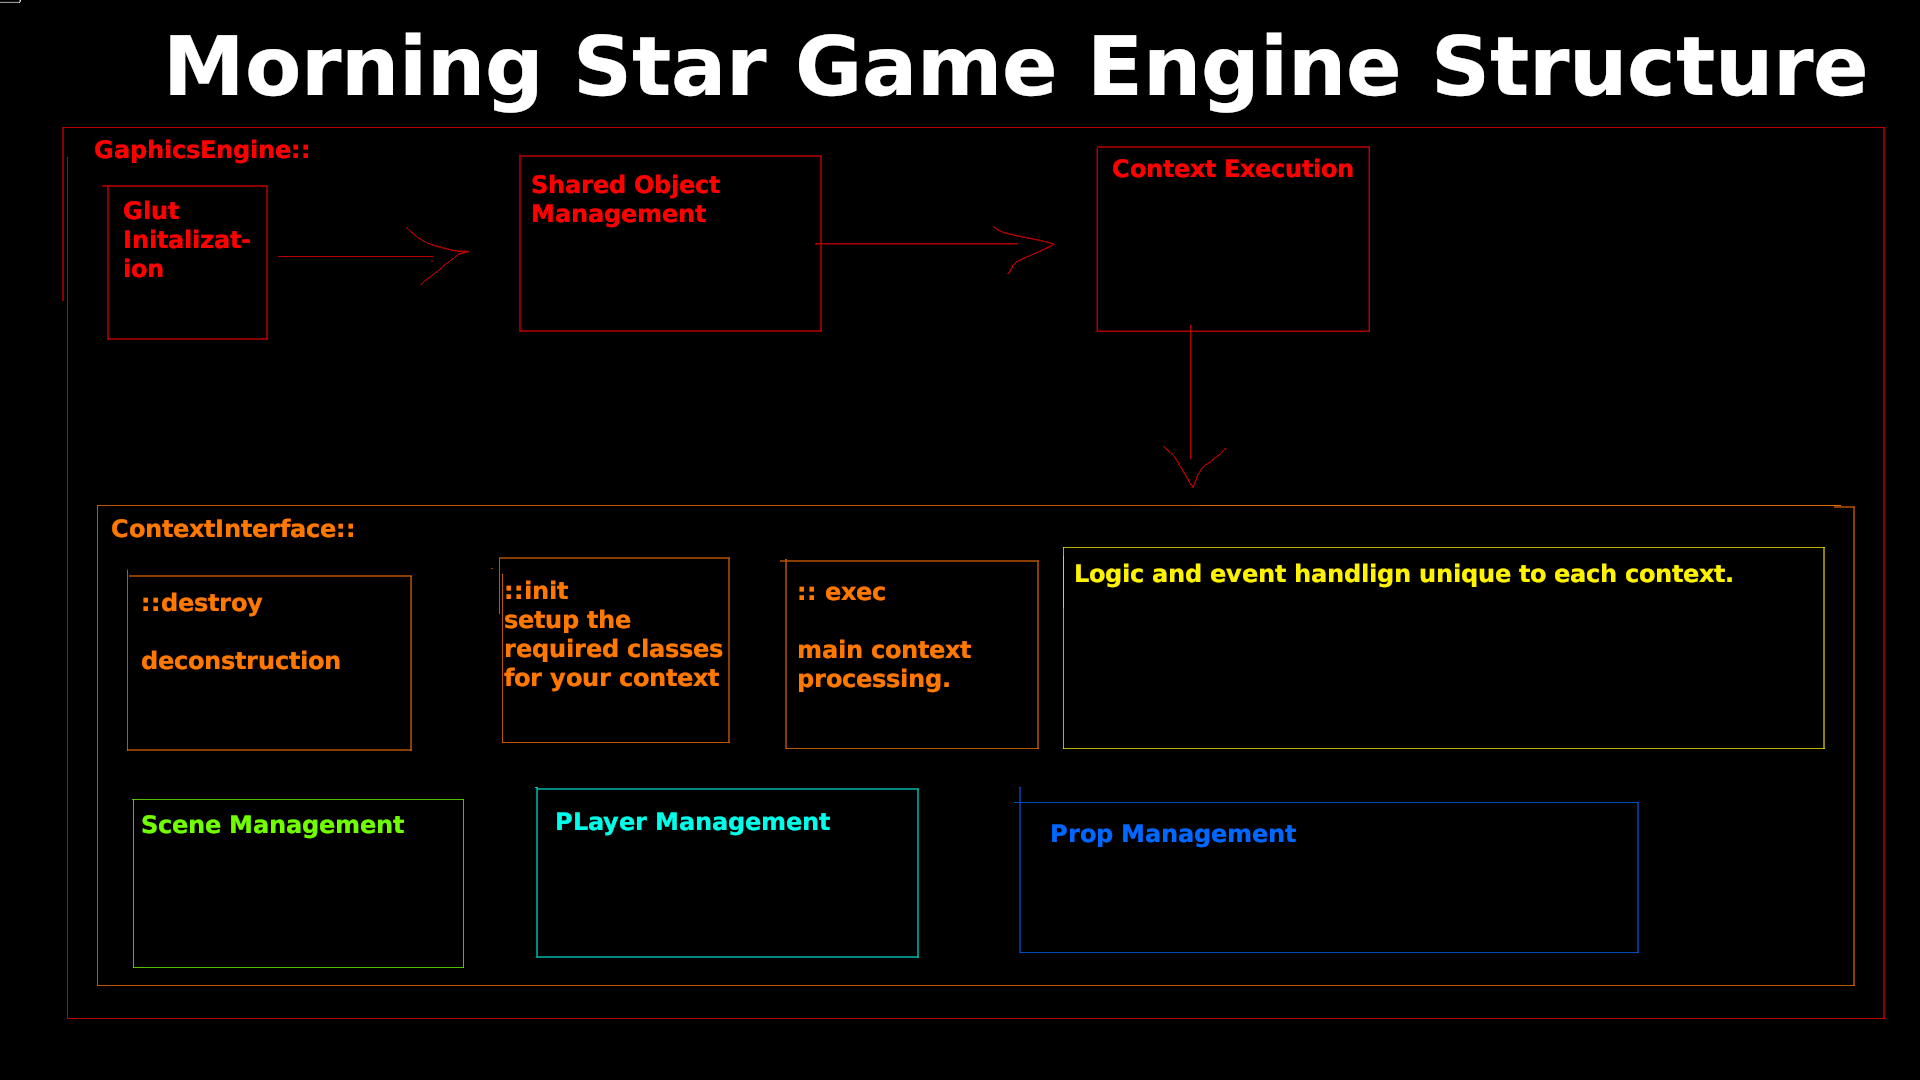 Morning Star Game Engine Structure
GaphicsEngine::
Glut
Initalizat-
ion
Shared Object
Management
Context Execution
ContextInterface::
::destroy
deconstruction
::init
setup the
required classes
for your context
:: exec
main context
processing.
Logic and event handlign unique to each context.
Scene Management
PLayer Management
Prop Management